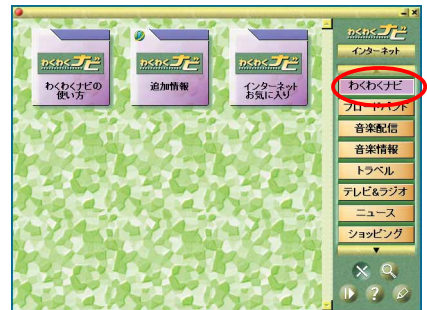 わくわくナビ
わくわくナビの
使い方
わくわくナビ
追加情報
わくわくナビ
インターネット
お気に入り
わくわくナビ
インターネット
わくわくナビ
ブロードバンド
音楽配信
音楽情報
トラベル
テレビ&ラジオ
ニュース
ショッピング